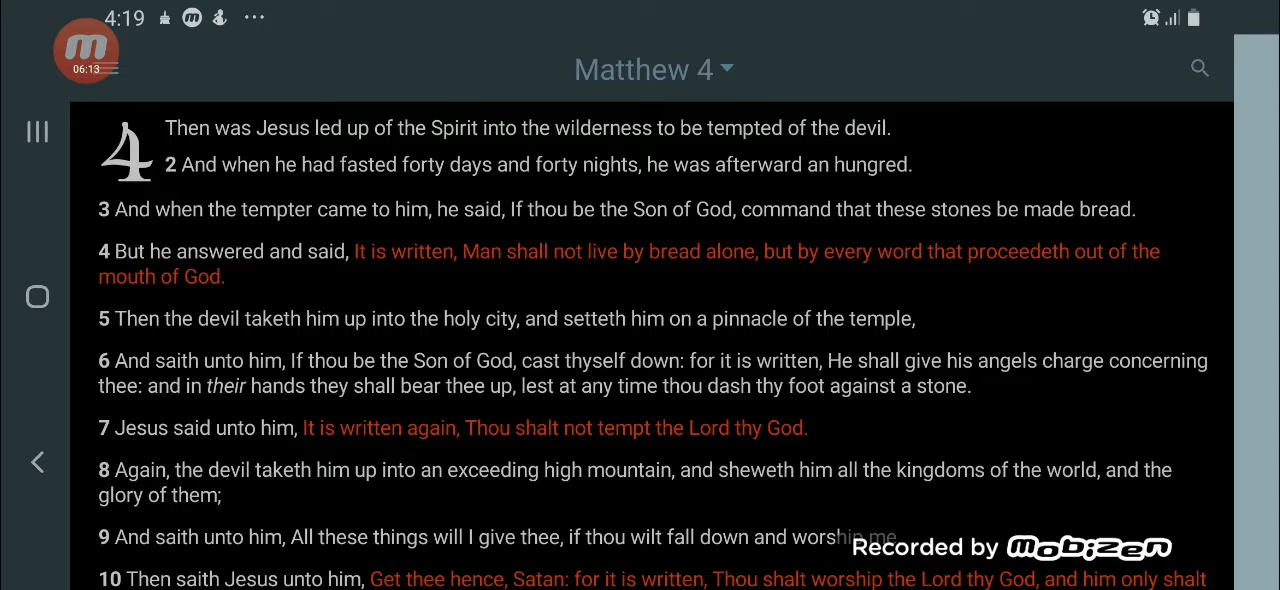 4:19
m
06:13
Matthew 4
4 Then was Jesus led up of the Spirit into the wilderness to be tempted of the devil.
2 And when he had fasted forty days and forty nights, he was afterward an hungred.
3 And when the tempter came to him, he said, If thou be the Son of God, command that these stones be made bread.
4 But he answered and said, It is written, Man shall not live by bread alone, but by every word that proceedeth out of the
mouth of God.
5 Then the devil taketh him up into the holy city, and setteth him on a pinnacle of the temple,
6 And saith unto him, If thou be the Son of God, cast thyself down: for it is written, He shall give his angels charge concerning
thee: and in their hands they shall bear thee up, lest at any time thou dash thy foot against a stone.
7 Jesus said unto him, It is written again, Thou shalt not tempt the Lord thy God.
8 Again, the devil taketh him up into an exceeding high mountain, and sheweth him all the kingdoms of the world, and the
glory of them;
9 And saith unto him, All these things will I give thee, if thou wilt fall down and worship me.
Recorded by mobizen
10 Then saith Jesus unto him, Get thee hence, Satan: for it is written, Thou shalt worship the Lord thy God, and him only shalt